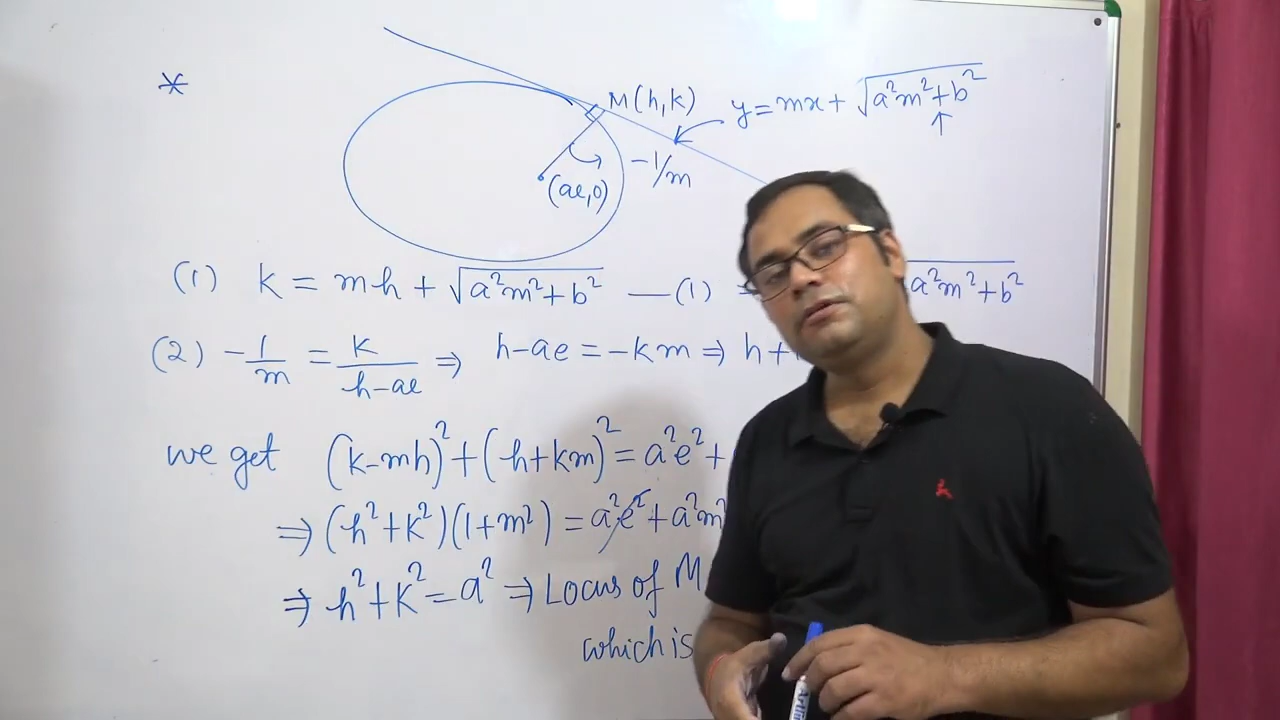 *
M(h,k)
y = mx + √(a²m² + b²)
↑
-1/m
(ae,0)
(1) k = mh + √(a²m² + b²) —(1) √(a²m² + b²)
(2) -1/m = k/(h-ae) ⇒ h-ae = -km ⇒ h+
we get (k-mh)² + (h+km)² = a²e² +
⇒ (h²+k²)(1+m²) = a²e² + a²m²
⇒ h²+k² = a² ⇒ Locus of M
which is
Artline